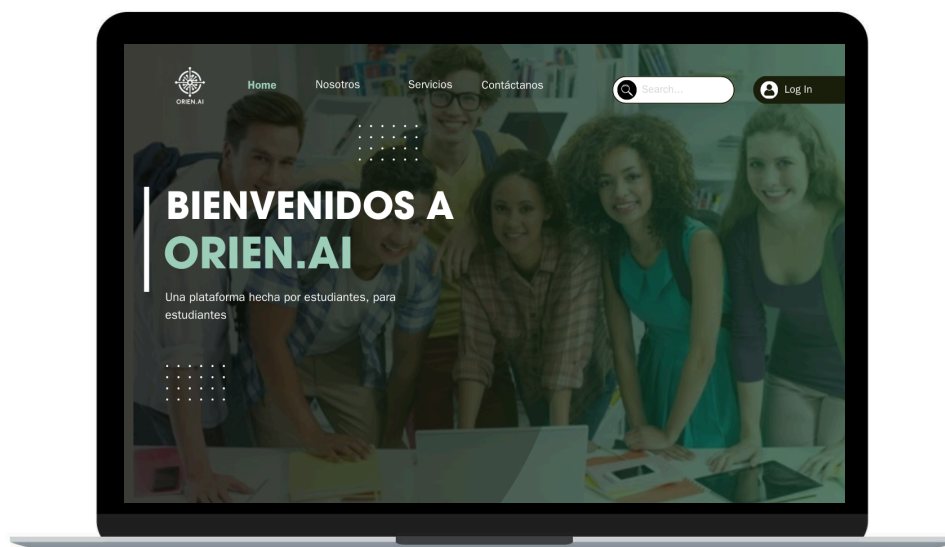 ORIEN.AI
Home
Nosotros
Servicios
Contáctanos
Search...
Log In
BIENVENIDOS A
ORIEN.AI
Una plataforma hecha por estudiantes, para
estudiantes